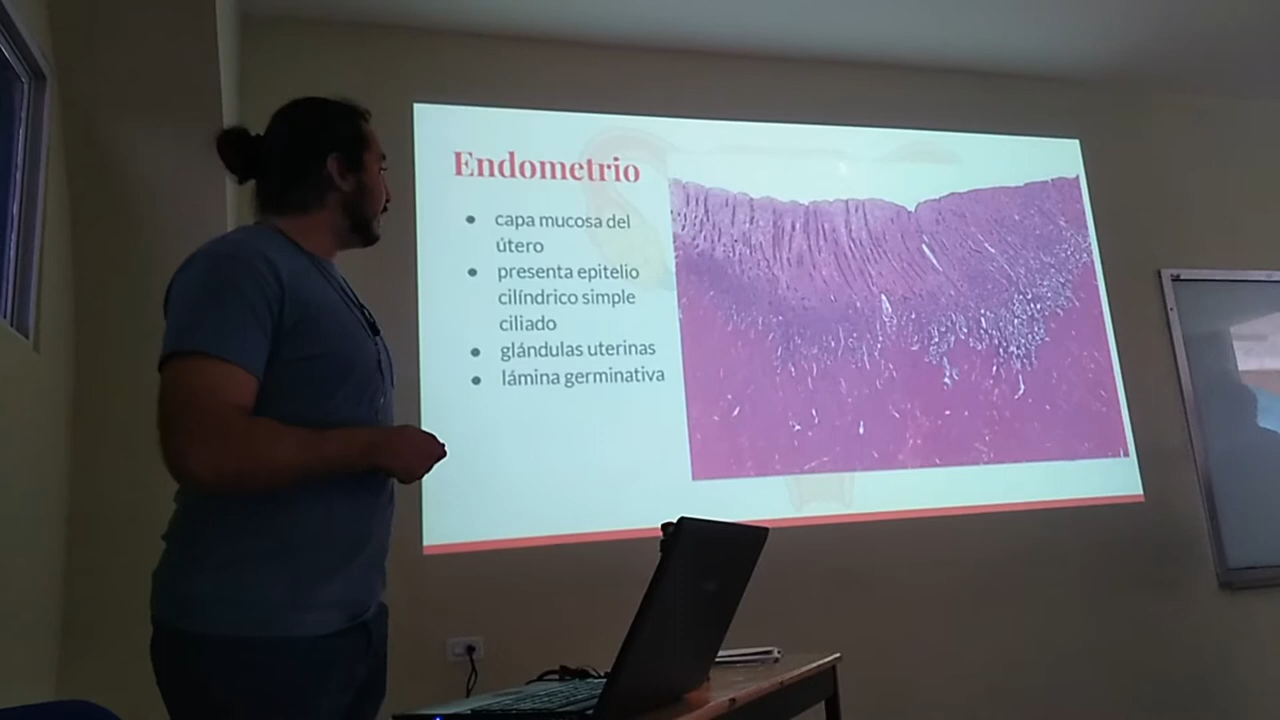 Endometrio
capa mucosa del
útero
presenta epitelio
cilíndrico simple
ciliado
glándulas uterinas
lámina germinativa